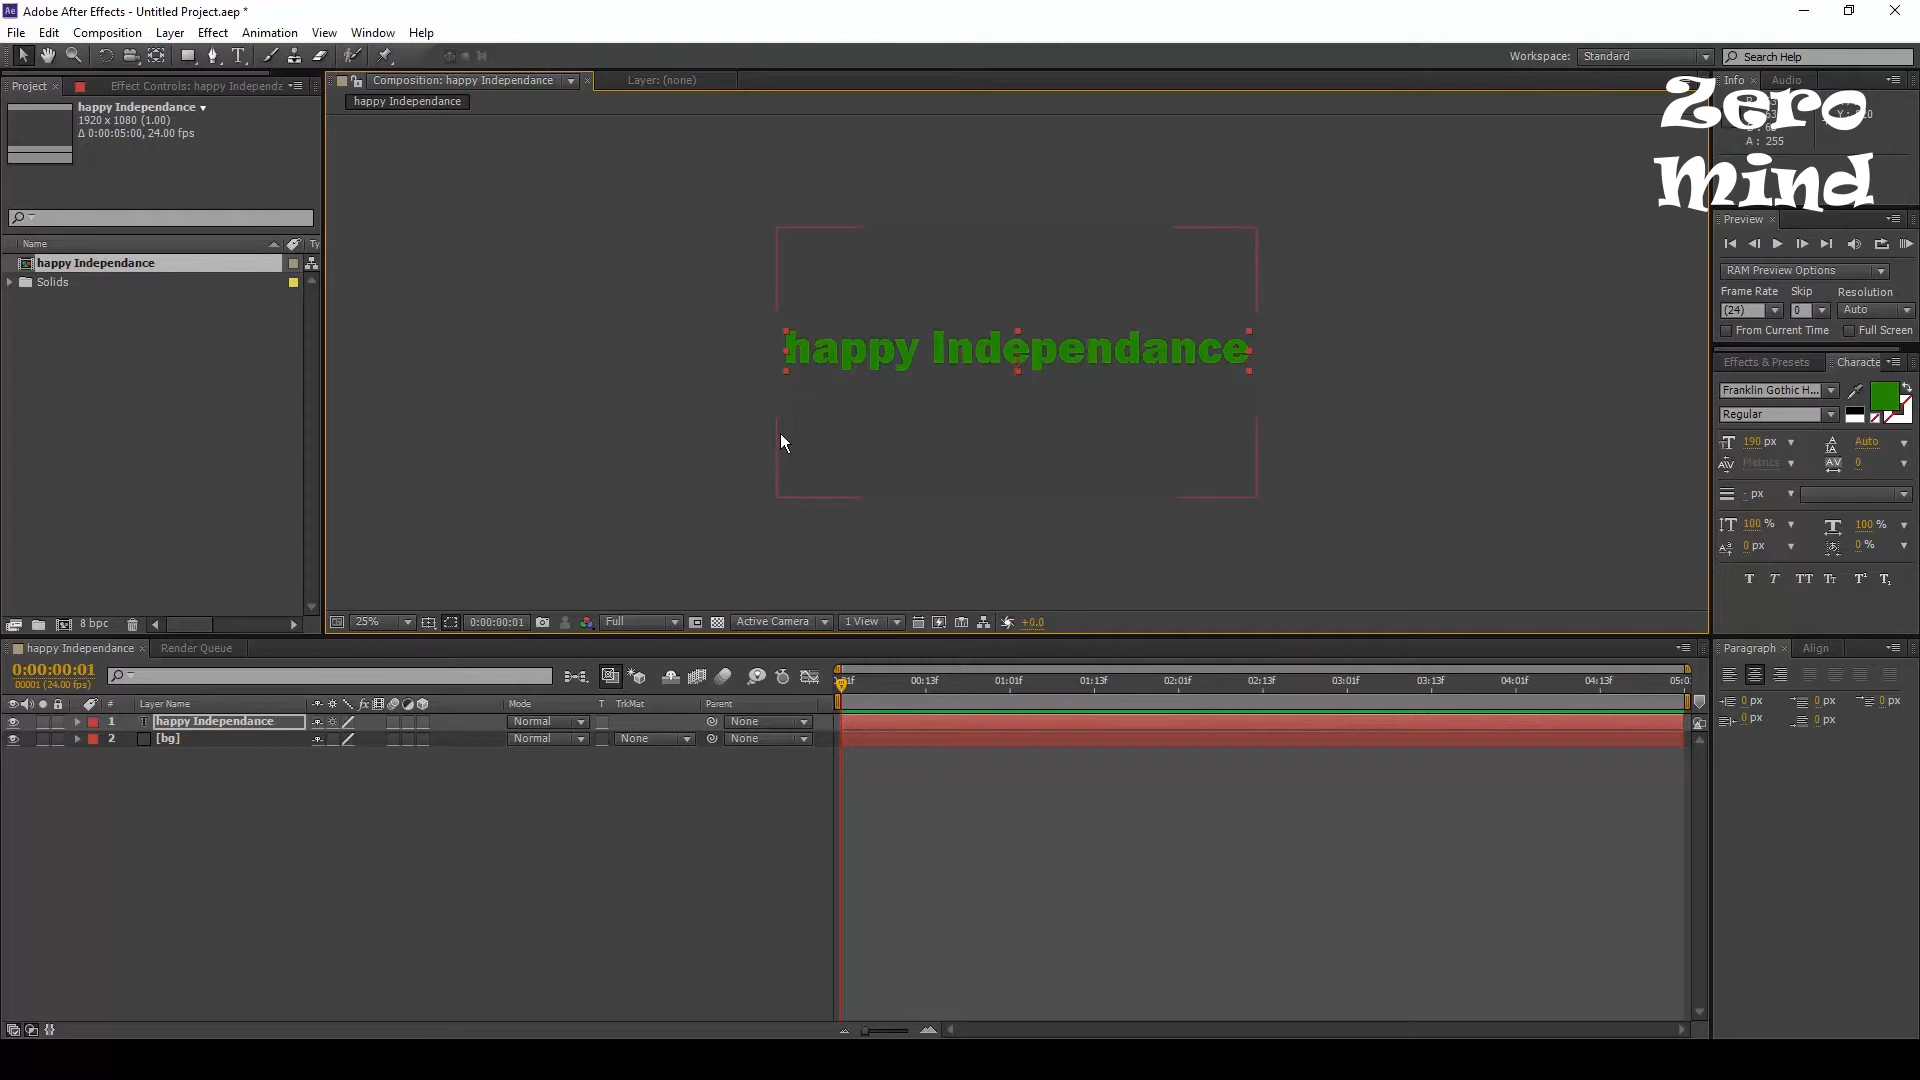 Adobe After Effects - Untitled Project.aep *
File Edit Composition Layer Effect Animation View Window Help
Workspace: Standard Search Help
Project Effect Controls: happy Independa
Composition: happy Independance Layer: (none)
Info Audio
happy Independance
1920 x 1080 (1.00)
Δ 0:00:05:00, 24.00 fps
happy Independance
A: 255
Zero
Mind
Preview
Name Ty
happy Independance
Solids
RAM Preview Options
Frame Rate Skip Resolution
(24) 0 Auto
From Current Time Full Screen
happy Independance
Effects & Presets Characte
Franklin Gothic H...
Regular
190 px Auto
Metrics 0
- px
100 % 100 %
0 px 0 %
T T TT Tt T¹ T₁
8 bpc
25% 0:00:00:01 Full Active Camera 1 View +0.0
happy Independance Render Queue
Paragraph Align
0:00:00:01
00001 (24.00 fps)
00:13f 01:01f 01:13f 02:01f 02:13f 03:01f 03:13f 04:01f 04:13f 05:0
# Layer Name fx Mode T TrkMat Parent
1 T happy Independance Normal None
2 [bg] Normal None None
0 px 0 px 0 px
0 px 0 px